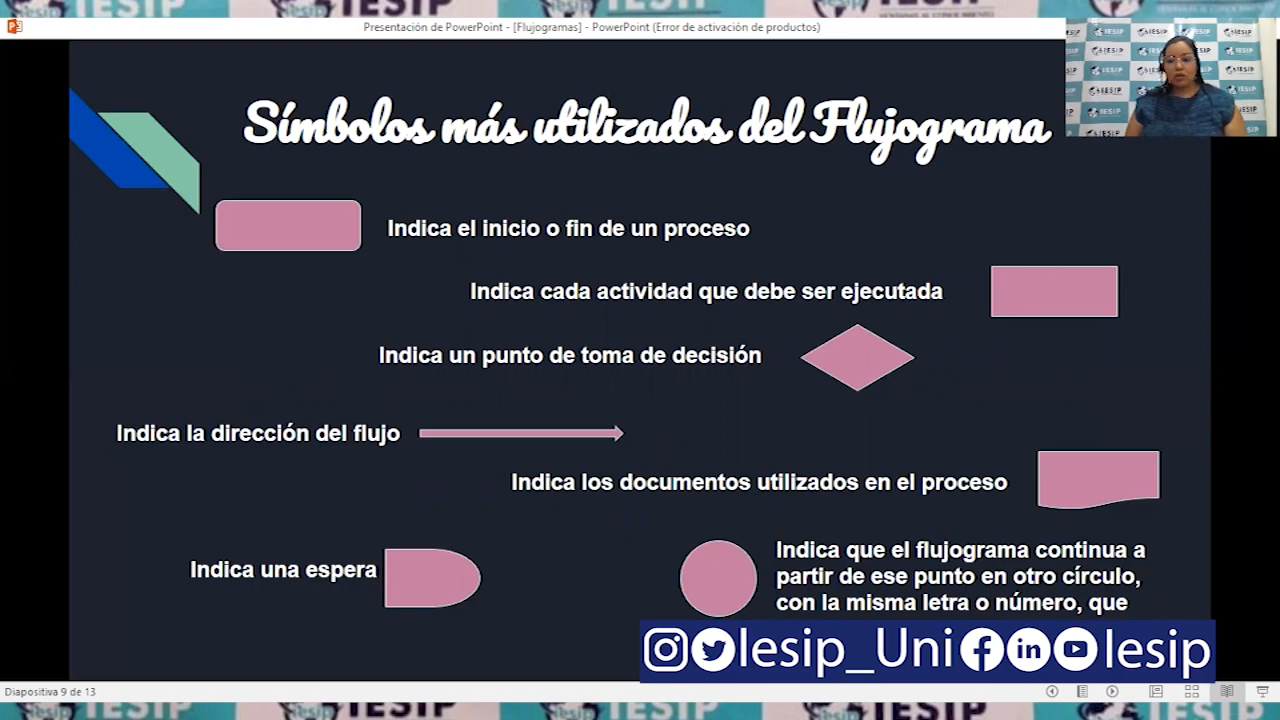 Presentación de PowerPoint - [Flujogramas] - PowerPoint (Error de activación de productos)
Símbolos más utilizados del Flujograma
Indica el inicio o fin de un proceso
Indica cada actividad que debe ser ejecutada
Indica un punto de toma de decisión
Indica la dirección del flujo
Indica los documentos utilizados en el proceso
Indica una espera
Indica que el flujograma continua a
partir de ese punto en otro círculo,
con la misma letra o número, que
Iesip_Uni Iesip
Diapositiva 9 de 13